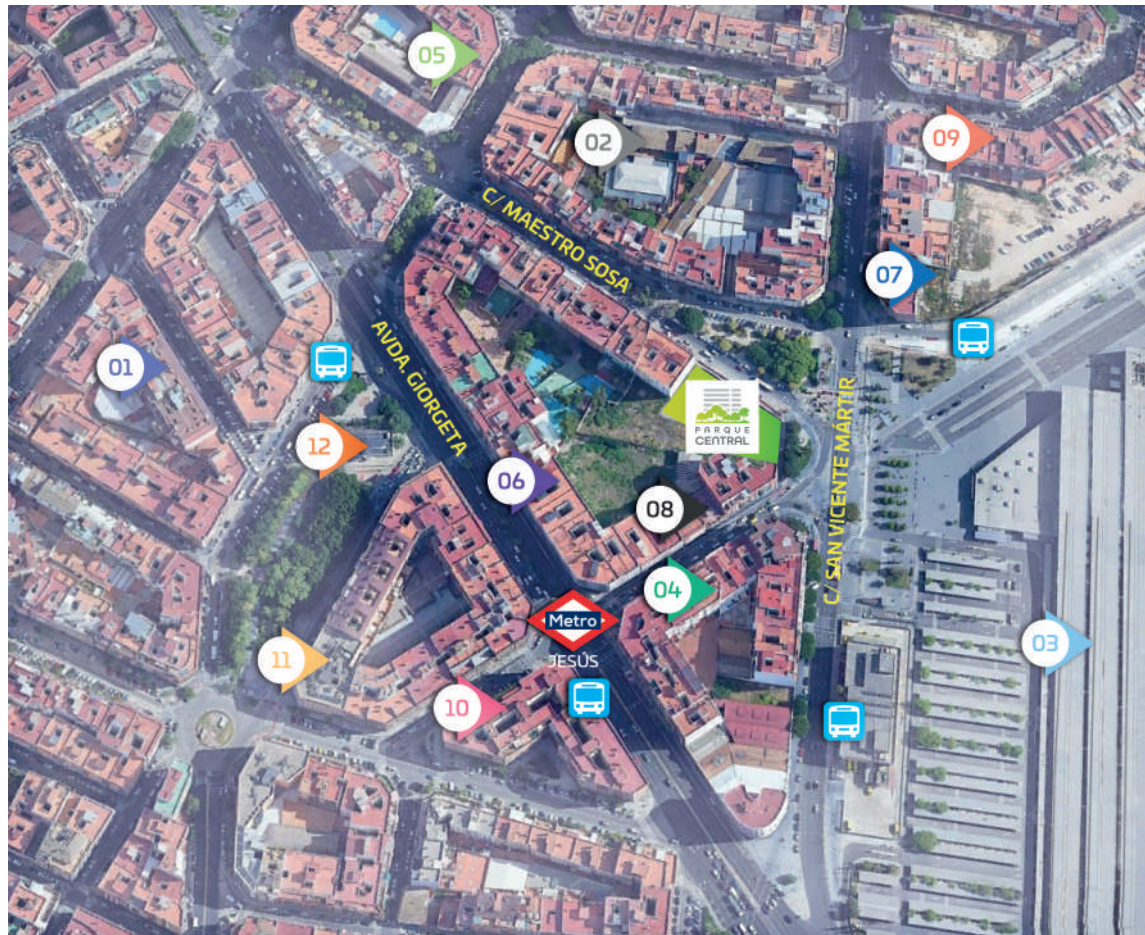 05
02
09
C/ MAESTRO SOSA
07
01
AVDA. GIORGETA
PARQUE
CENTRAL
C/ SAN VICENTE MÁRTIR
12
06
08
04
Metro
JESÚS
03
11
10